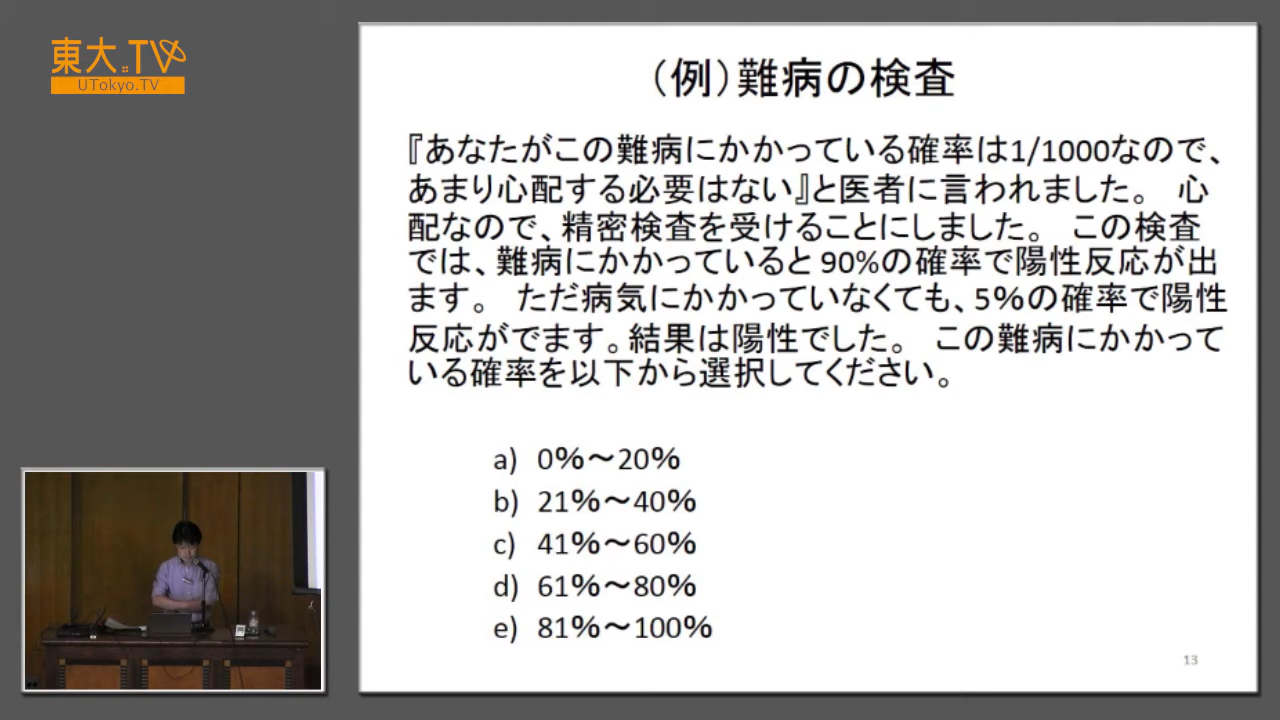 東大TV
UTokyo.TV
(例)難病の検査
『あなたがこの難病にかかっている確率は1/1000なので、
あまり心配する必要はない』と医者に言われました。 心
配なので、精密検査を受けることにしました。 この検査
では、難病にかかっていると 90%の確率で陽性反応が出
ます。 ただ病気にかかっていなくても、5%の確率で陽性
反応がでます。結果は陽性でした。 この難病にかかって
いる確率を以下から選択してください。
a) 0%~20%
b) 21%~40%
c) 41%~60%
d) 61%~80%
e) 81%~100%
13